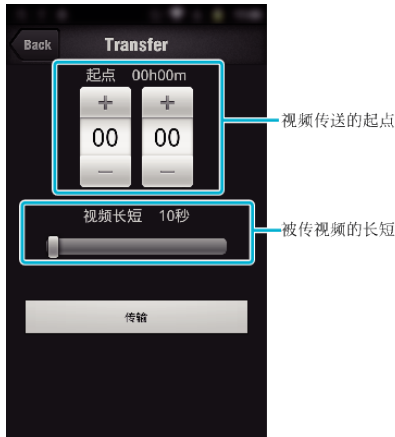 Back
Transfer
起点 00h00m
+ +
00 00
— —
视频传送的起点
视频长短 10秒
被传视频的长短
传输